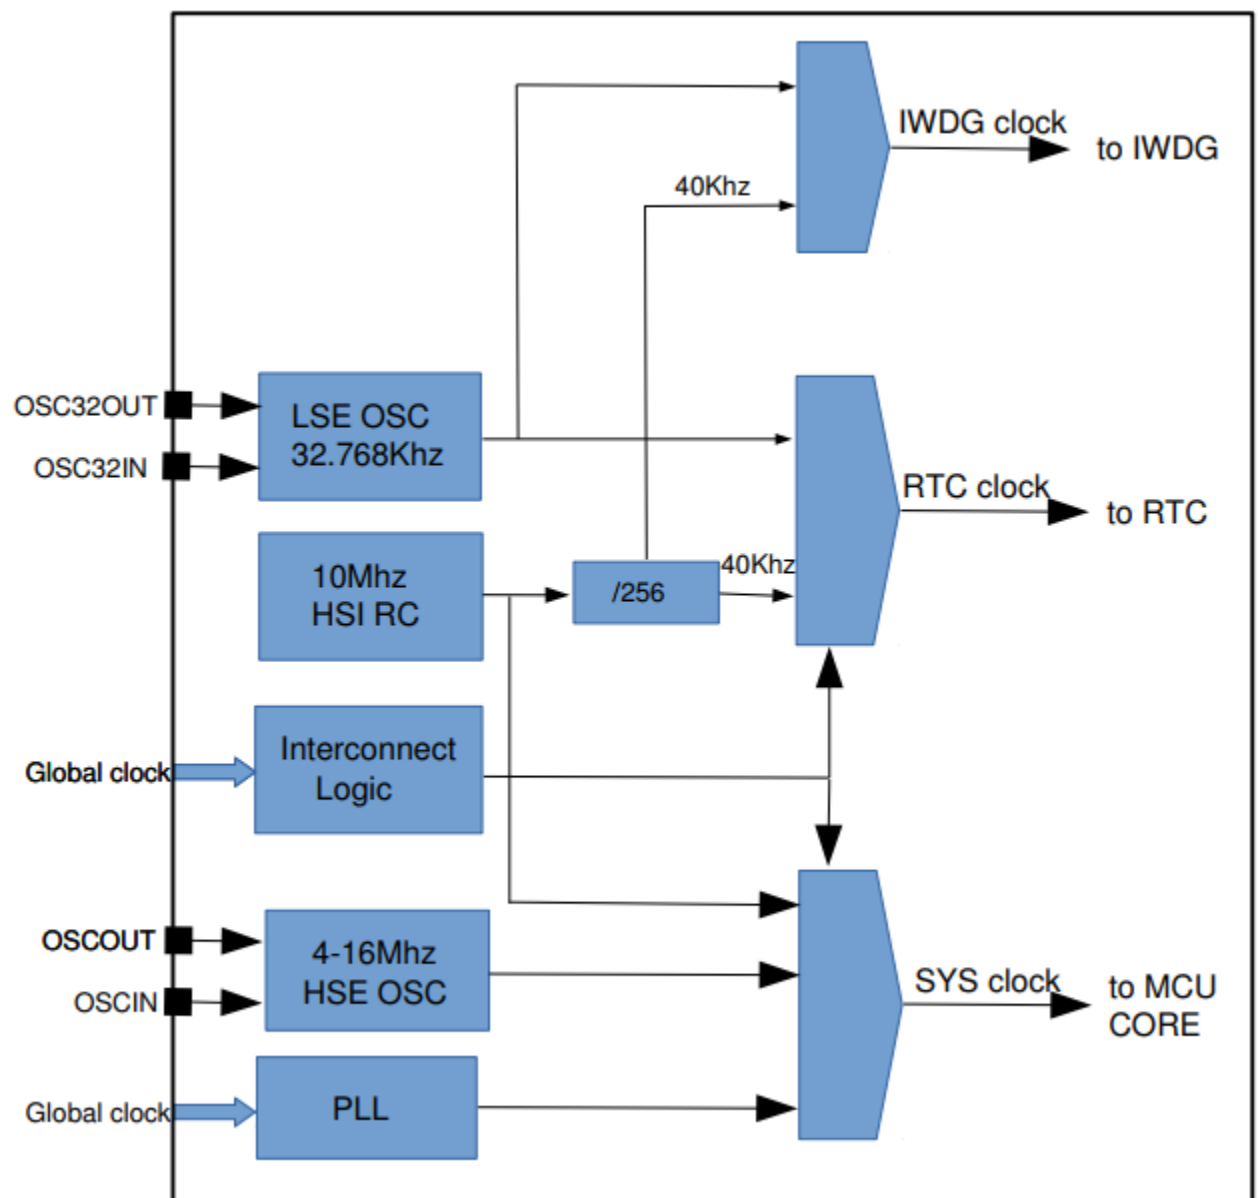 IWDG clock
to IWDG
40Khz
OSC32OUT
LSE OSC
32.768Khz
OSC32IN
RTC clock
to RTC
10Mhz
HSI RC
/256
40Khz
Interconnect
Logic
Global clock
OSCOUT
4-16Mhz
HSE OSC
OSCIN
SYS clock
to MCU
CORE
Global clock
PLL